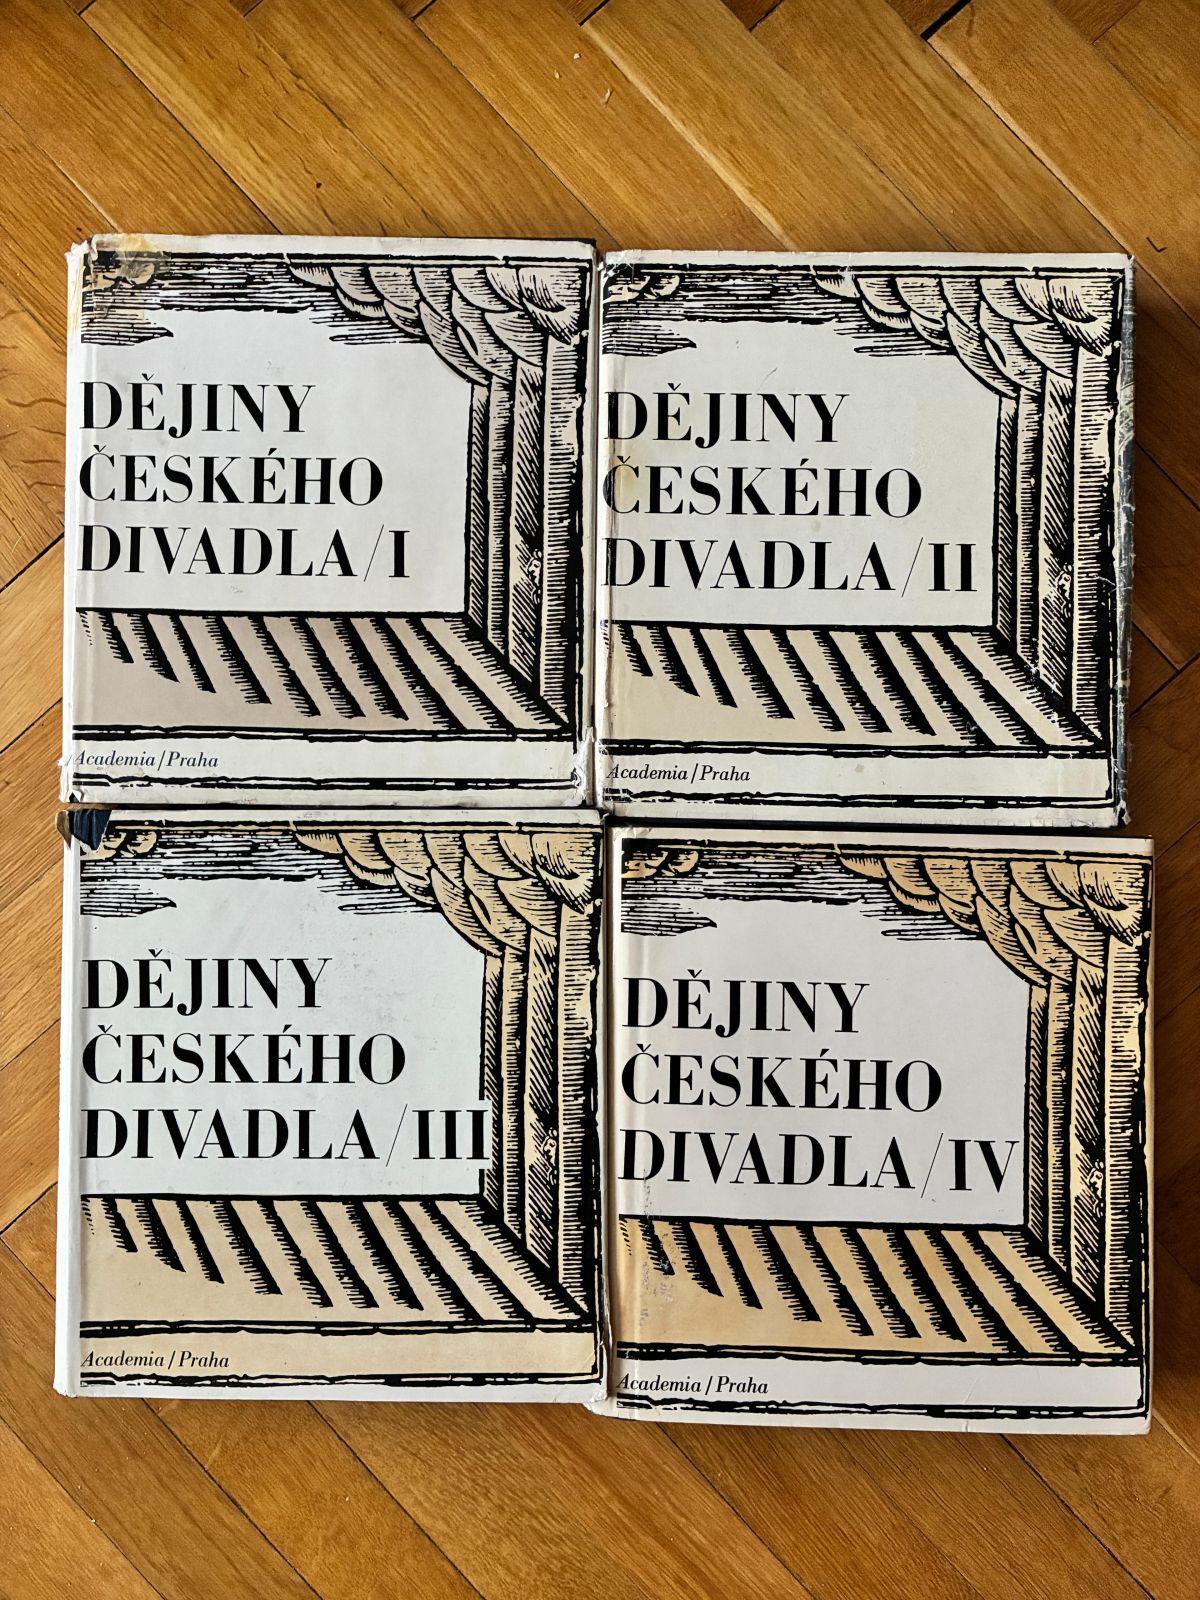 DĚJINY
ČESKÉHO
DIVADLA/I
Academia/Praha
DĚJINY
ČESKÉHO
DIVADLA/II
Academia/Praha
DĚJINY
ČESKÉHO
DIVADLA/III
Academia/Praha
DĚJINY
ČESKÉHO
DIVADLA/IV
Academia/Praha